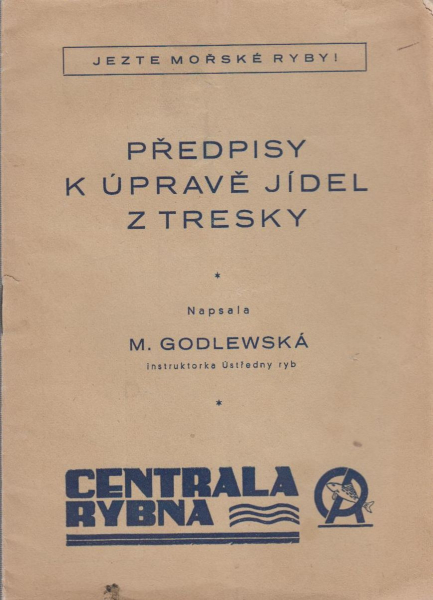 JEZTE MOŘSKÉ RYBY!
PŘEDPISY
K ÚPRAVĚ JÍDEL
Z TRESKY
*
Napsala
M. GODLEWSKÁ
instruktorka Ústředny ryb
*
CENTRALA
RYBNA